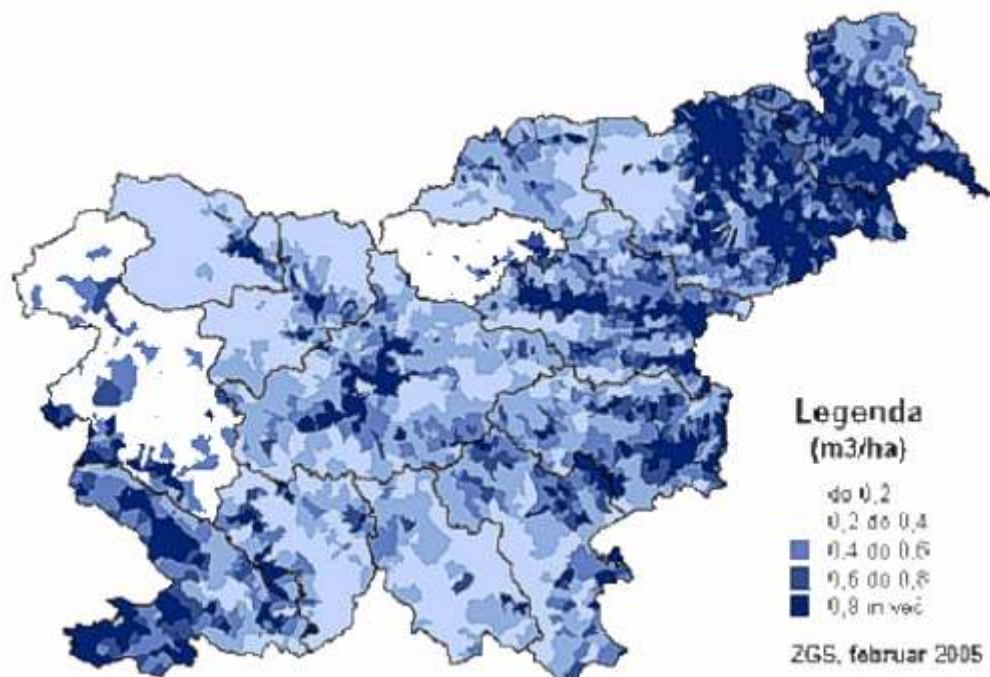 Legenda
(m3/ha)
do 0,2
0,2 do 0,4
0,4 do 0,6
0,6 do 0,8
0,8 in več
ZGS, februar 2005